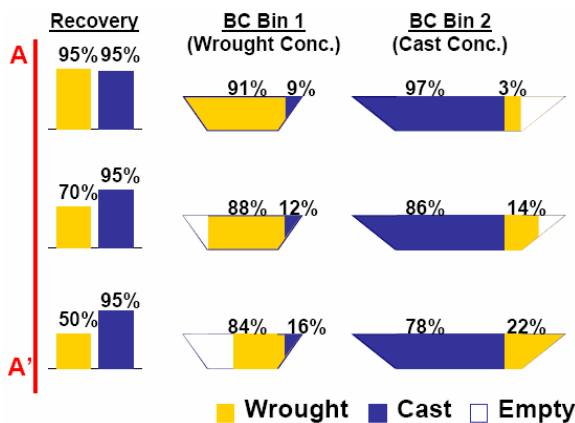 Recovery BC Bin 1 BC Bin 2
(Wrought Conc.) (Cast Conc.)
A 95% 95% 91% 9% 97% 3%
70% 95% 88% 12% 86% 14%
50% 95% 84% 16% 78% 22%
A'
Wrought Cast Empty